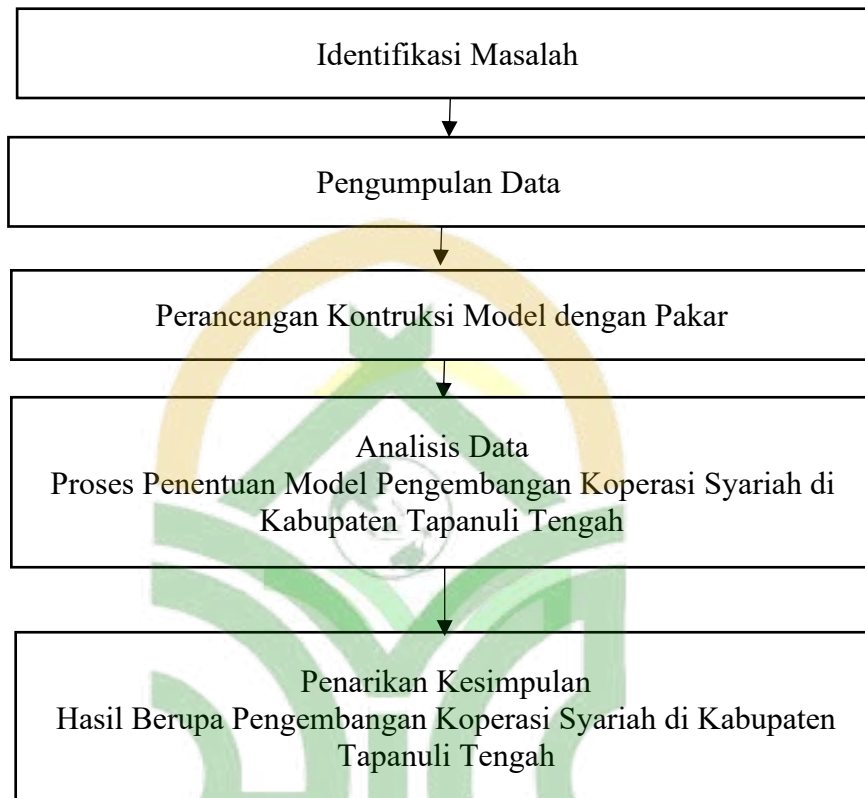 Identifikasi Masalah
Pengumpulan Data
Perancangan Kontruksi Model dengan Pakar
Analisis Data
Proses Penentuan Model Pengembangan Koperasi Syariah di
Kabupaten Tapanuli Tengah
Penarikan Kesimpulan
Hasil Berupa Pengembangan Koperasi Syariah di Kabupaten
Tapanuli Tengah